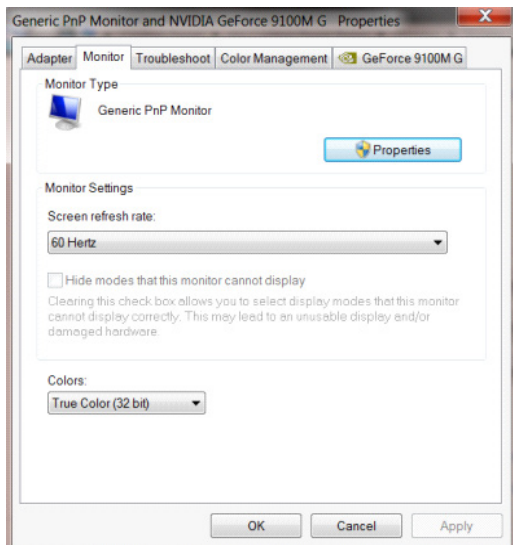 Generic PnP Monitor and NVIDIA GeForce 9100M G Properties
Adapter Monitor Troubleshoot Color Management GeForce 9100M G
Monitor Type
Generic PnP Monitor
Properties
Monitor Settings
Screen refresh rate:
60 Hertz
Hide modes that this monitor cannot display
Clearing this check box allows you to select display modes that this monitor
cannot display correctly. This may lead to an unusable display and/or
damaged hardware.
Colors:
True Color (32 bit)
OK Cancel Apply